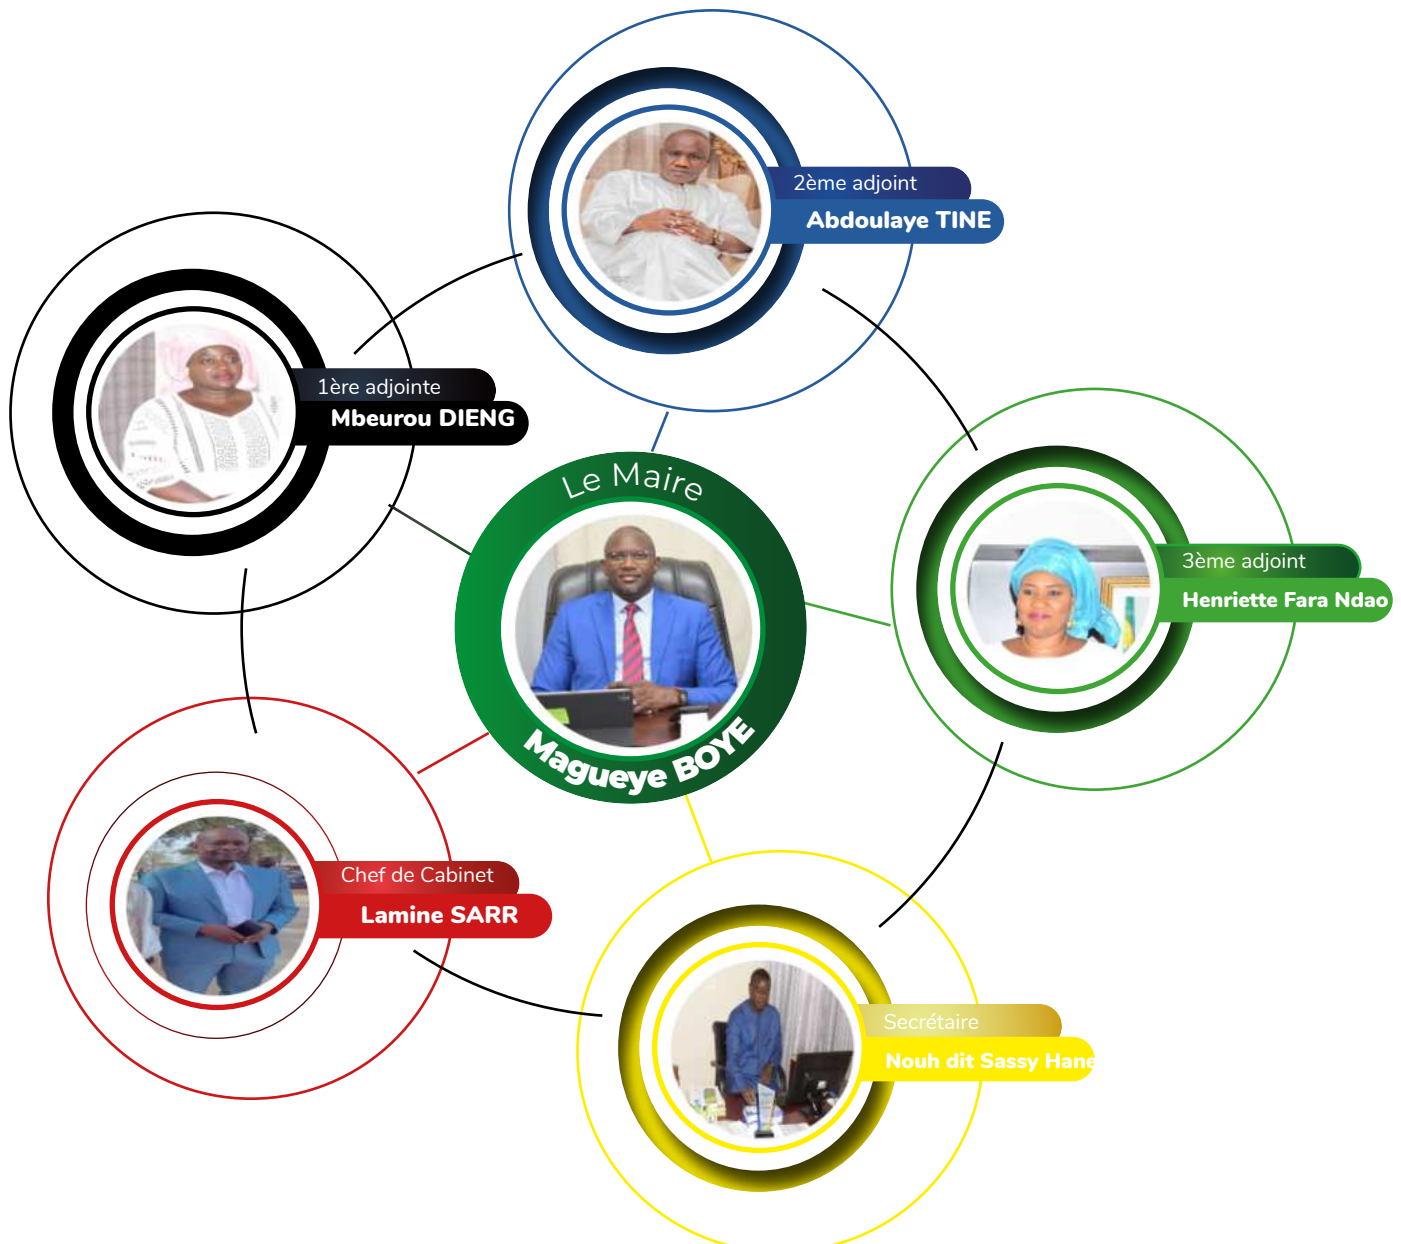 2ème adjoint
Abdoulaye TINE
1ère adjointe
Mbeurou DIENG
Le Maire
Magueye BOYE
3ème adjoint
Henriette Fara Ndao
Chef de Cabinet
Lamine SARR
Secrétaire
Nouh dit Sassy Hane